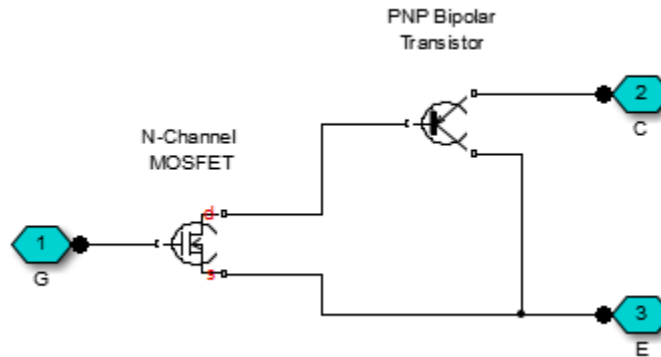 PNP Bipolar
Transistor
2
C
N-Channel
MOSFET
d
1
G
s
3
E